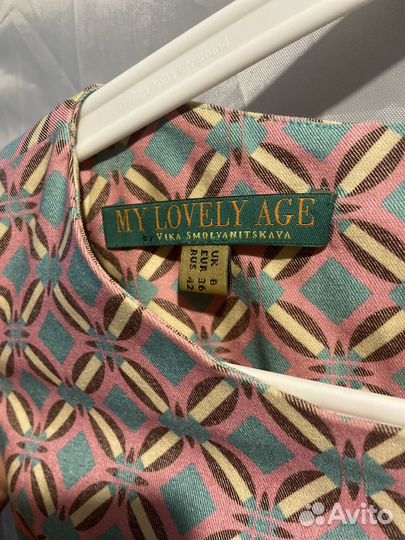 MY LOVELY AGE
BY VIKA SMOLYANITSKAYA
UK 8
EUR 36
RUS 42
Avito